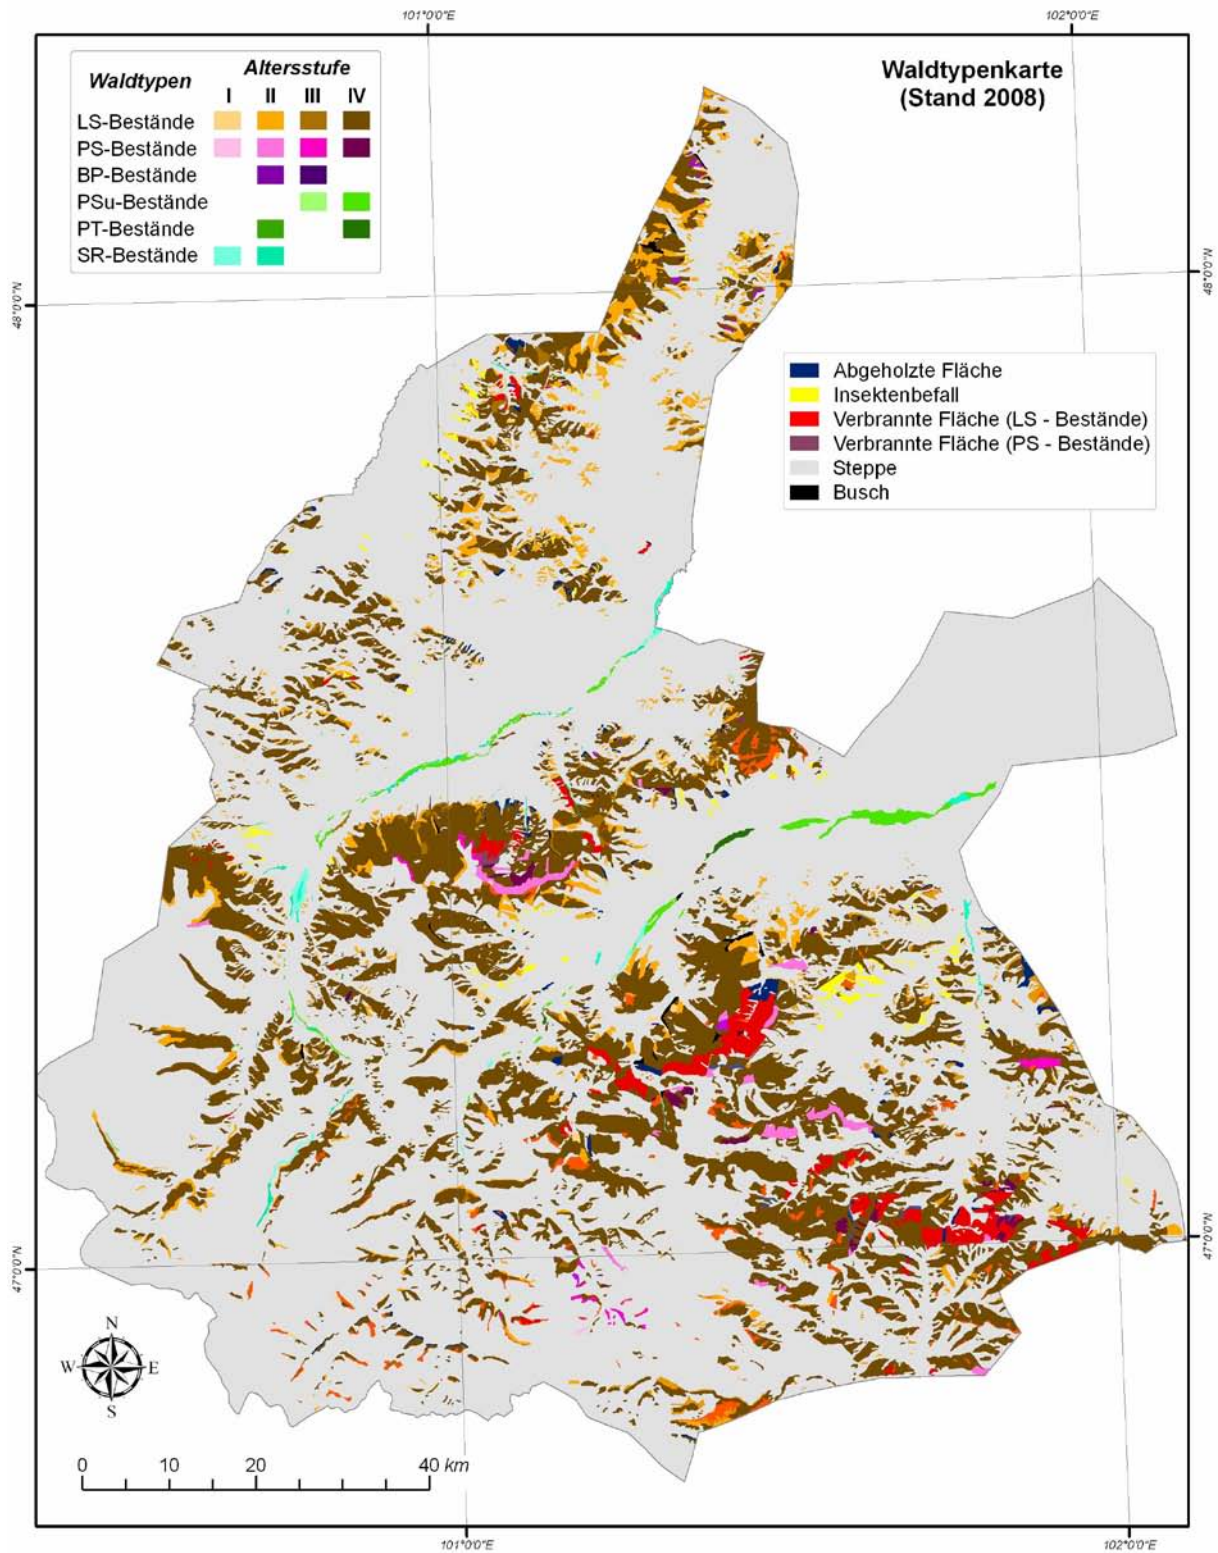 101°0'0"E
102°0'0"E
Waldtypen
Altersstufe
I II III IV
LS-Bestände
PS-Bestände
BP-Bestände
PSu-Bestände
PT-Bestände
SR-Bestände
Waldtypenkarte
(Stand 2008)
48°0'0"N
48°0'0"N
Abgeholzte Fläche
Insektenbefall
Verbrannte Fläche (LS - Bestände)
Verbrannte Fläche (PS - Bestände)
Steppe
Busch
47°0'0"N
47°0'0"N
N
W E
S
0 10 20 40 km
101°0'0"E
102°0'0"E